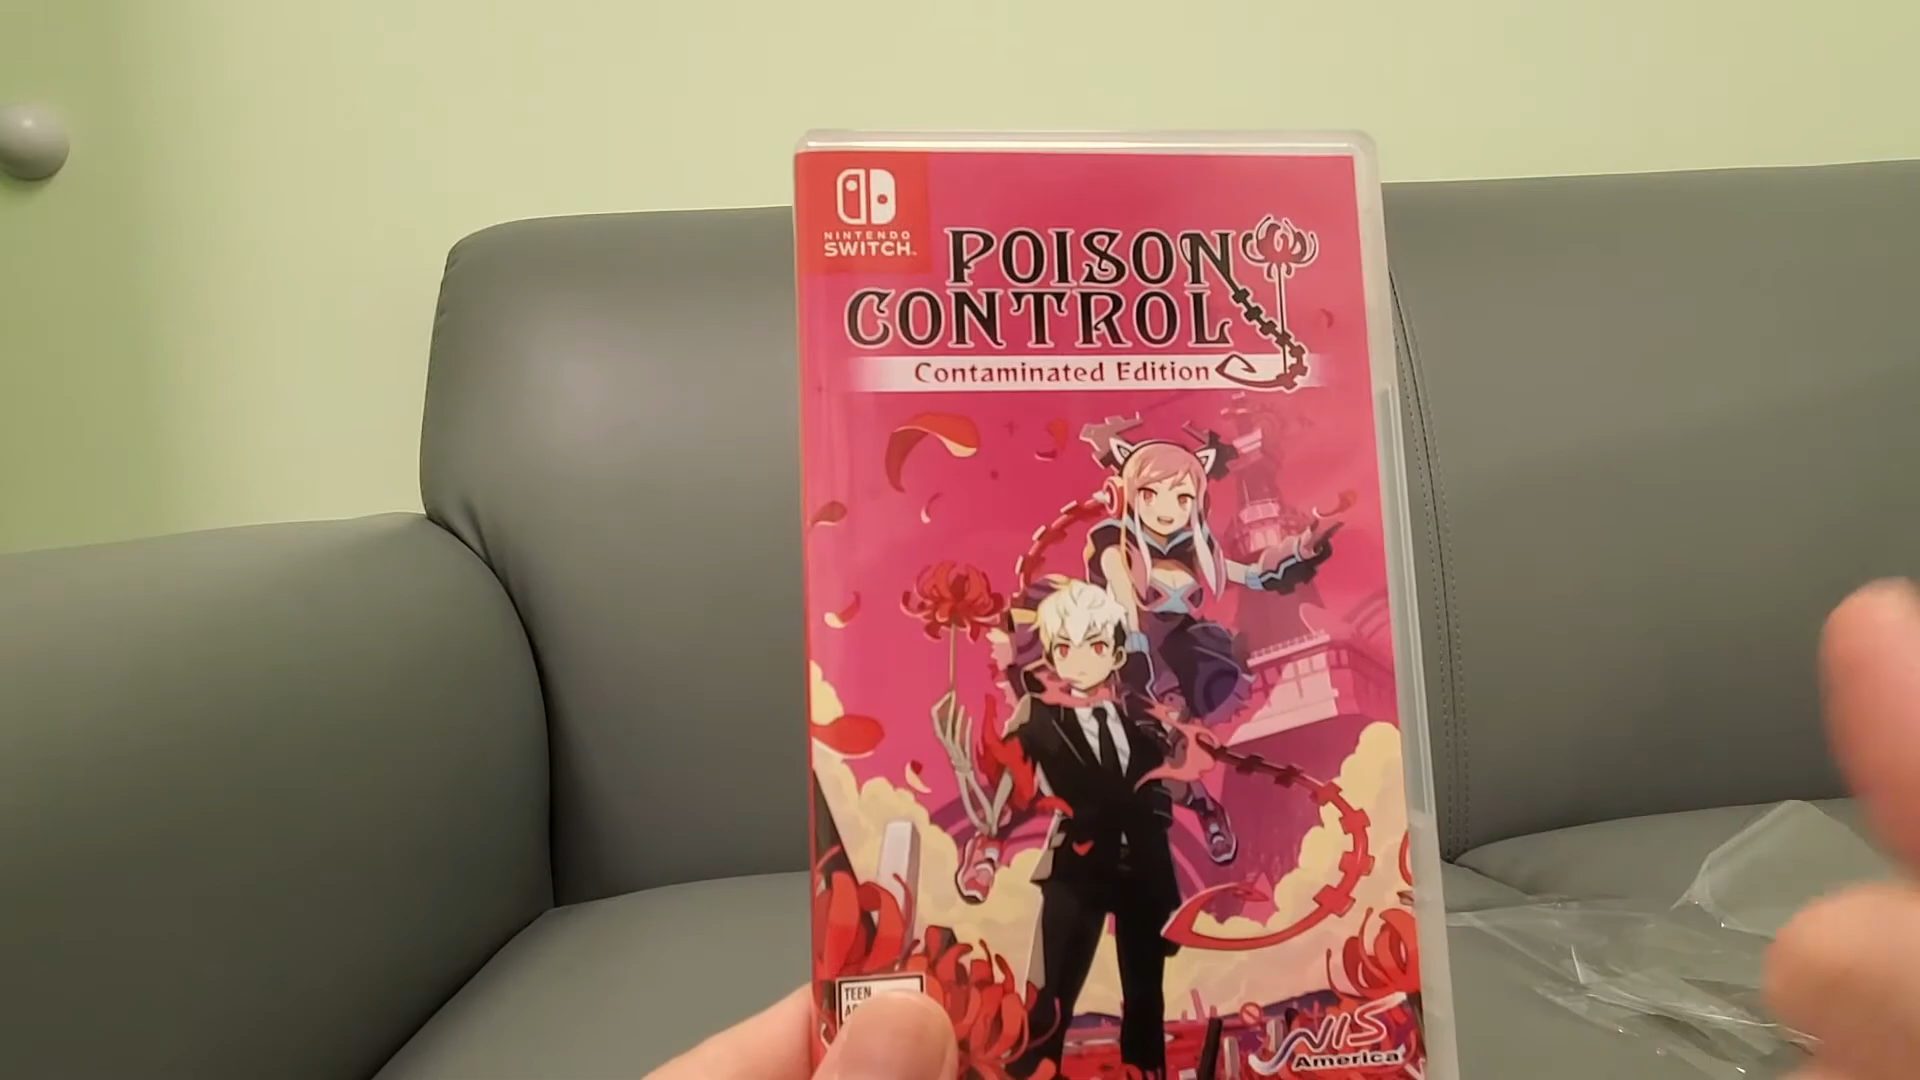 NINTENDO
SWITCH
POISON
CONTROL
Contaminated Edition
TEEN
NIS
America